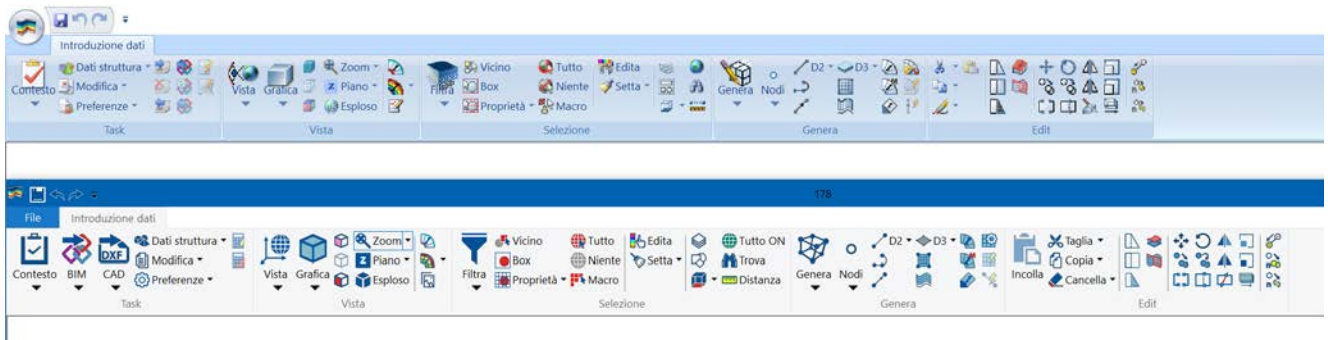 Introduzione dati
Dati struttura Zoom Vicino Tutto Edita D2 D3
Contesto Modifica Vista Grafica Piano Filtra Box Niente Setta Genera Nodi
Preferenze Esploso Proprietà Macro
Task Vista Selezione Genera Edit
178
File Introduzione dati
Dati struttura Zoom Vicino Tutto Edita Tutto ON D2 D3 Taglia
DXF Modifica Z Piano Box Niente Setta Trova Copia
Contesto BIM CAD Preferenze Vista Grafica Esploso Filtra Proprietà Macro Distanza Genera Nodi Incolla Cancella
Task Vista Selezione Genera Edit